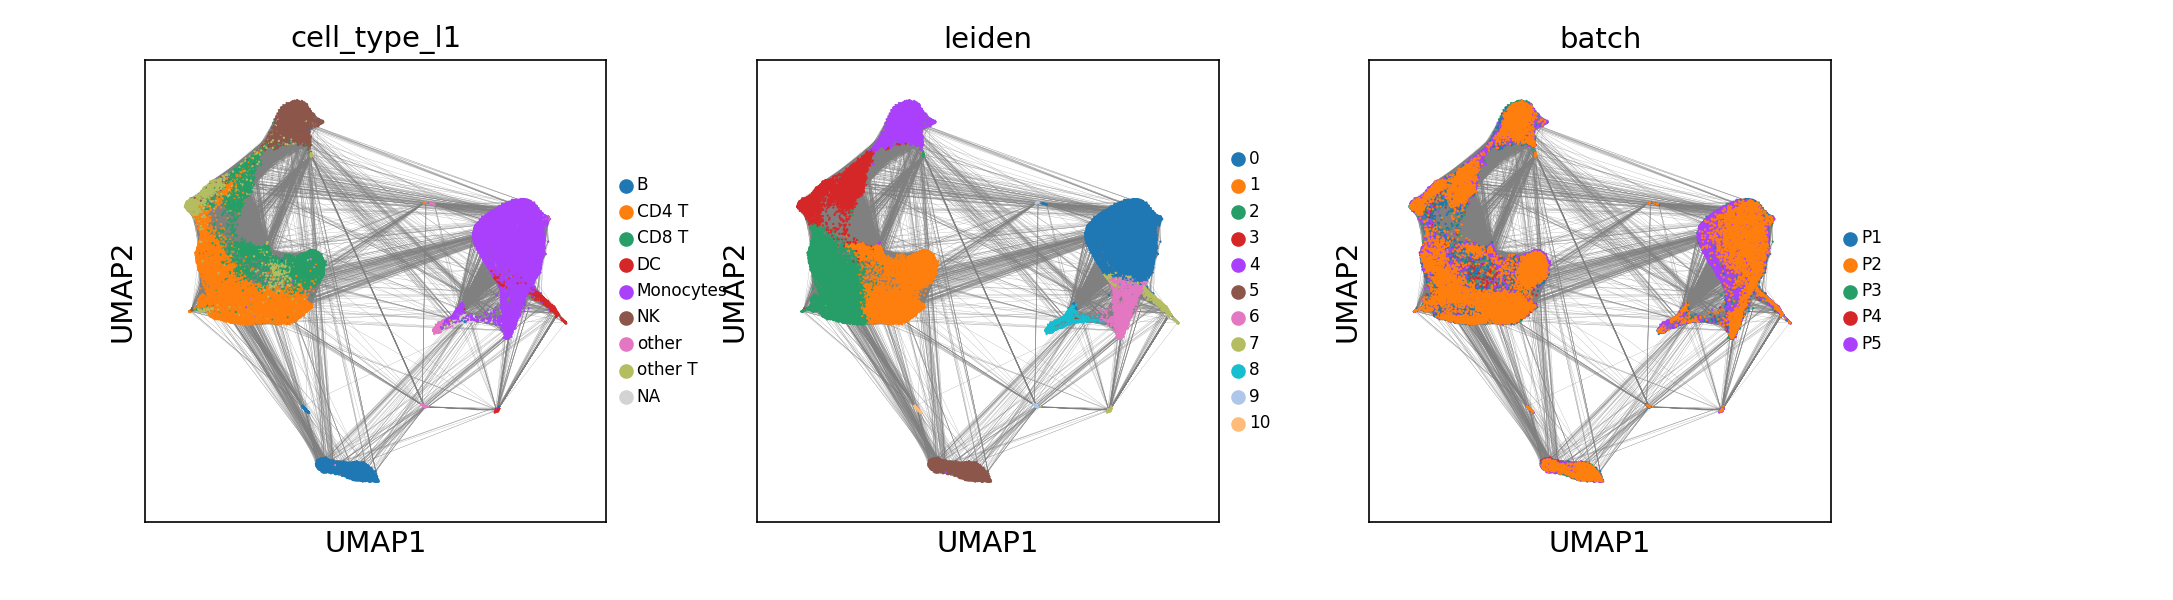 cell_type_l1
UMAP2
UMAP1
B
CD4 T
CD8 T
DC
Monocytes
NK
other
other T
NA
leiden
UMAP2
UMAP1
0
1
2
3
4
5
6
7
8
9
10
batch
UMAP2
UMAP1
P1
P2
P3
P4
P5